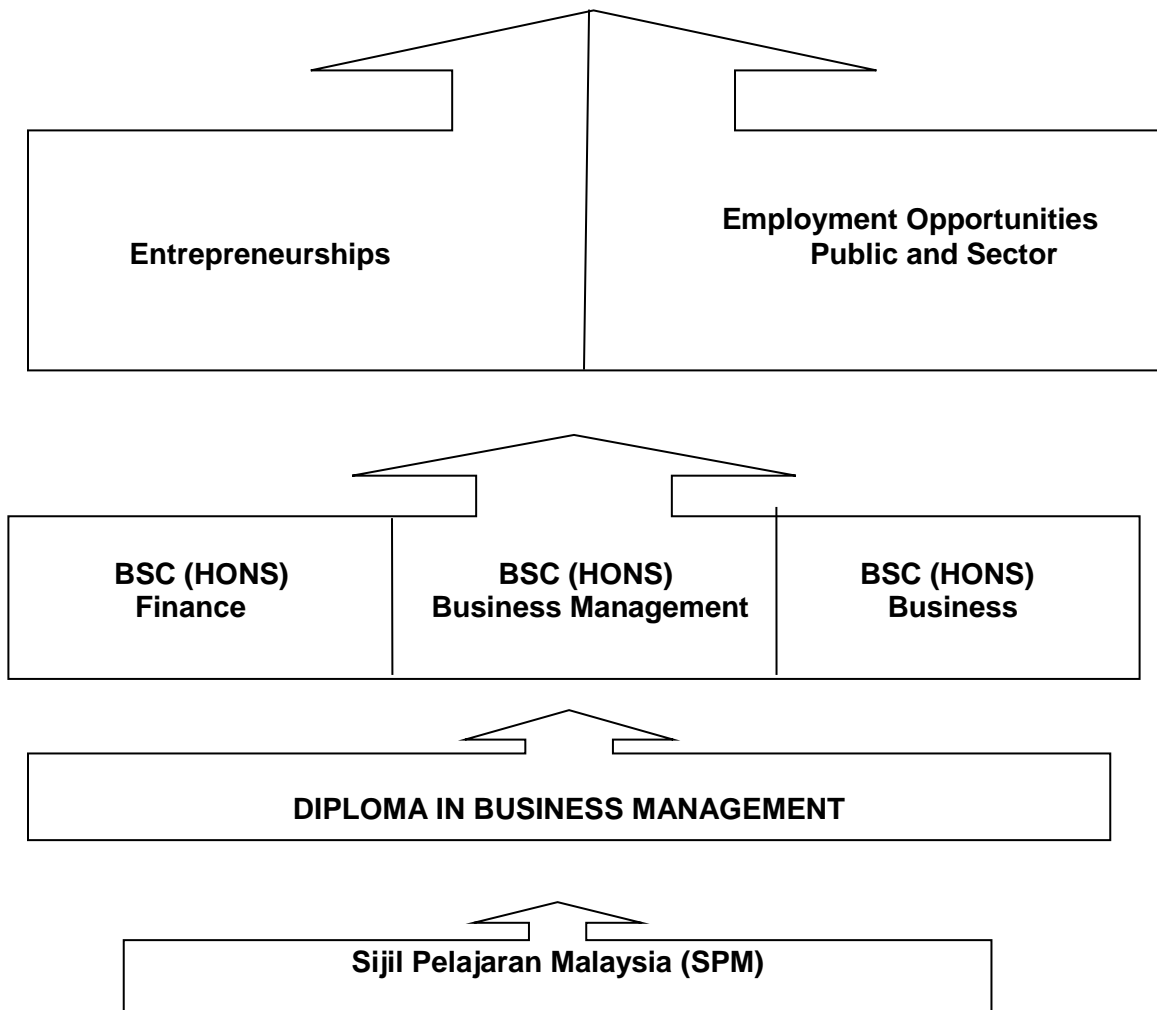 Entrepreneurships
Employment Opportunities
Public and Sector
BSC (HONS)
Finance
BSC (HONS)
Business Management
BSC (HONS)
Business
DIPLOMA IN BUSINESS MANAGEMENT
Sijil Pelajaran Malaysia (SPM)